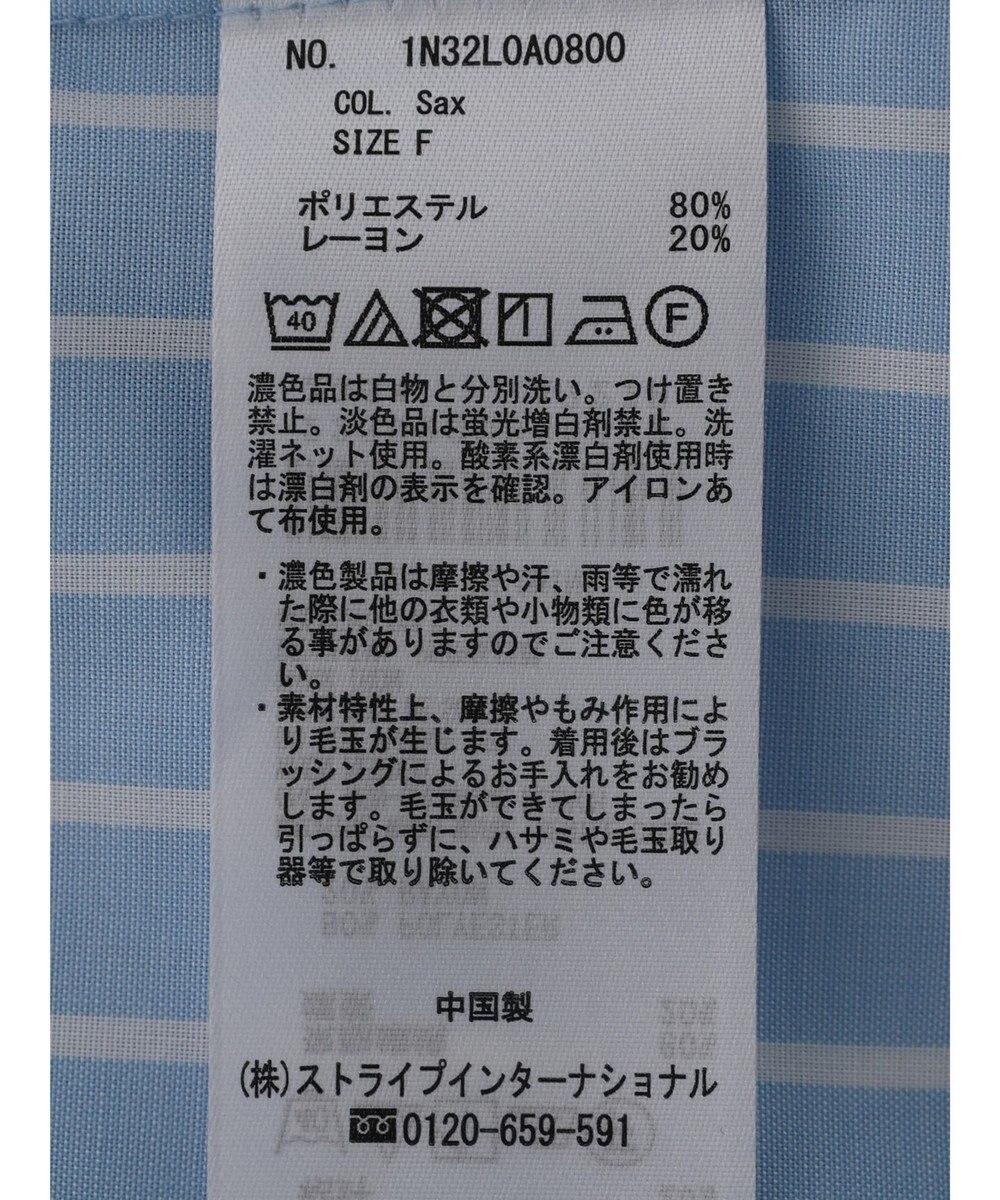 NO. 1N32L0A0800
COL. Sax
SIZE F
ポリエステル 80%
レーヨン 20%
40
F
濃色品は白物と分別洗い。つけ置き
禁止。淡色品は蛍光増白剤禁止。洗
濯ネット使用。酸素系漂白剤使用時
は漂白剤の表示を確認。アイロンあ
て布使用。
・濃色製品は摩擦や汗、雨等で濡れ
た際に他の衣類や小物類に色が移
る事がありますのでご注意くださ
い。
・素材特性上、摩擦やもみ作用によ
り毛玉が生じます。着用後はブラ
ッシングによるお手入れをお勧め
します。毛玉ができてしまったら
引っぱらずに、ハサミや毛玉取り
器等で取り除いてください。
中国製
(株)ストライプインターナショナル
0120-659-591